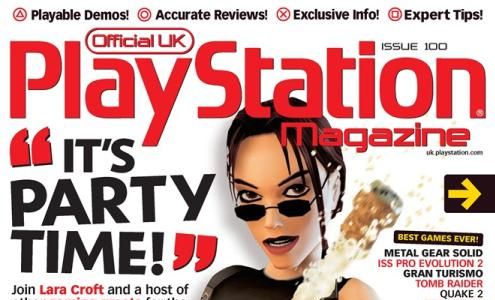 Playable Demos! Accurate Reviews! Exclusive Info! Expert Tips!
Official UK
ISSUE 100
PlayStation®
Magazine
uk.playstation.com
“IT'S
PARTY
TIME!”
BEST GAMES EVER!
METAL GEAR SOLID
ISS PRO EVOLUTION 2
GRAN TURISMO
TOMB RAIDER
QUAKE 2
Join Lara Croft and a host of